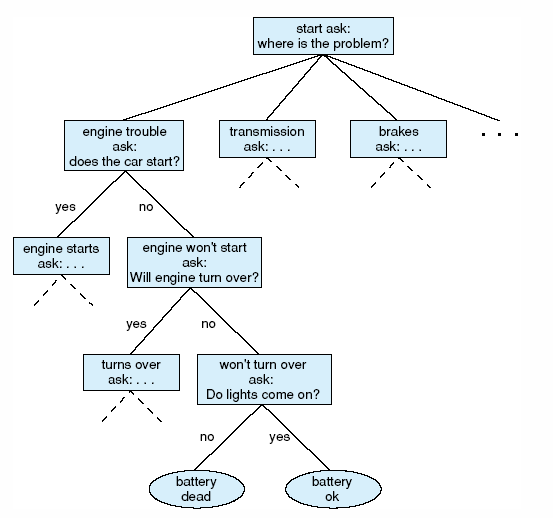 start ask:
where is the problem?
engine trouble
ask:
does the car start?
transmission
ask: . . .
brakes
ask: . . .
. . .
yes
no
engine starts
ask: . . .
engine won't start
ask:
Will engine turn over?
yes
no
turns over
ask: . . .
won't turn over
ask:
Do lights come on?
no
yes
battery
dead
battery
ok